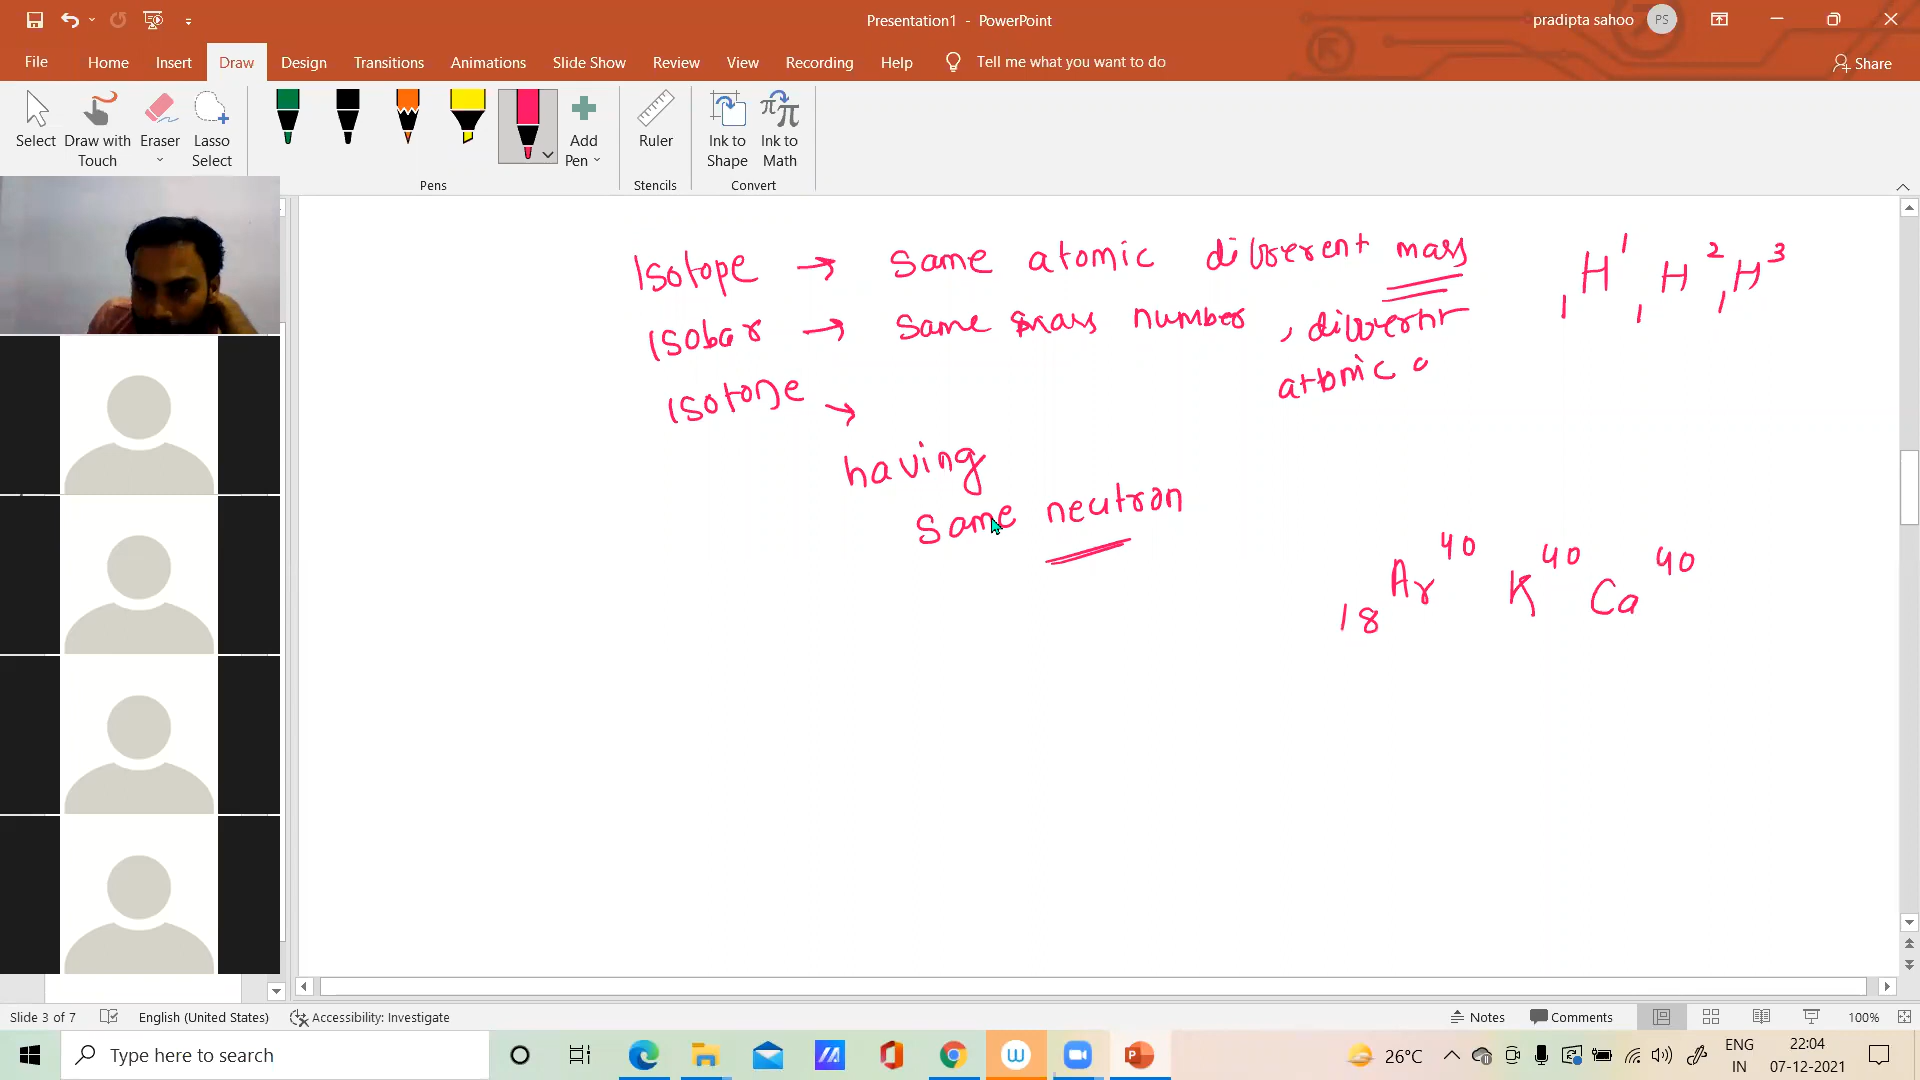 Presentation1 - PowerPoint
pradipta sahoo PS
File Home Insert Draw Design Transitions Animations Slide Show Review View Recording Help Tell me what you want to do Share
Select
Draw with Touch
Eraser
Lasso Select
Add Pen
Ruler
Ink to Shape
Ink to Math
Pens Stencils Convert
Isotope → Same atomic different mass
1H1 1H2 1H3
Isobar → Same mass number, different
atomic
Isotone →
having
Same neutron
18Ar40 K40 Ca40
Slide 3 of 7 English (United States) Accessibility: Investigate Notes Comments 100%
Type here to search
26°C
ENG IN
22:04
07-12-2021